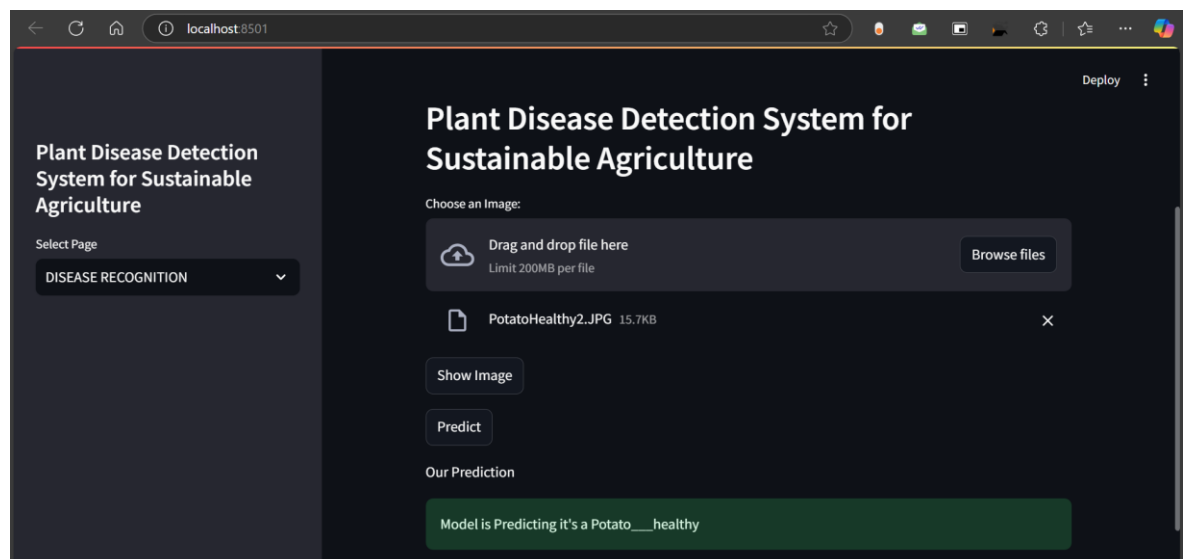 localhost:8501
Deploy
Plant Disease Detection
System for Sustainable
Agriculture
Select Page
DISEASE RECOGNITION
Plant Disease Detection System for
Sustainable Agriculture
Choose an Image:
Drag and drop file here
Limit 200MB per file
Browse files
PotatoHealthy2.JPG 15.7KB
Show Image
Predict
Our Prediction
Model is Predicting it's a Potato___healthy